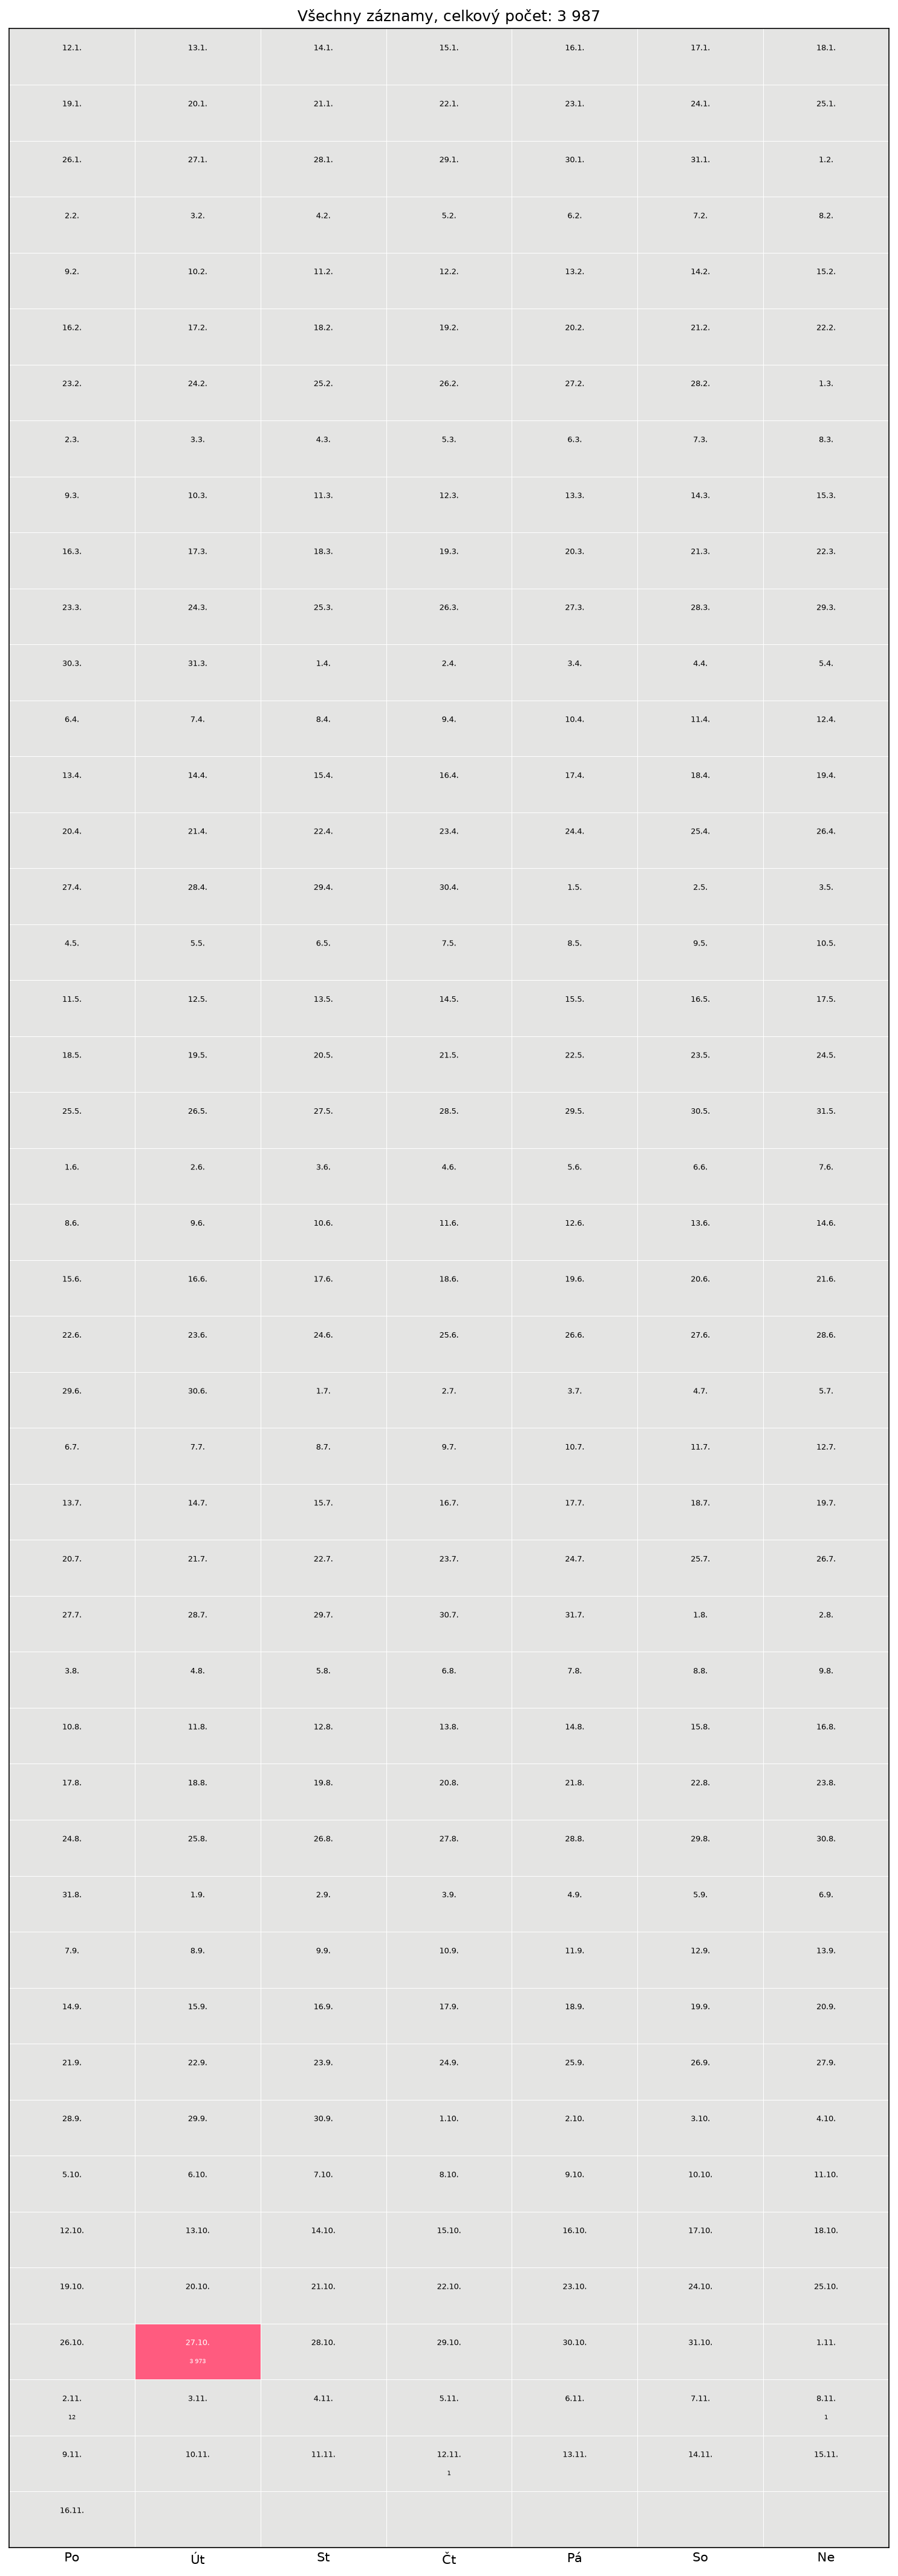 Všechny záznamy, celkový počet: 3 987
12.1. 13.1. 14.1. 15.1. 16.1. 17.1. 18.1.
19.1. 20.1. 21.1. 22.1. 23.1. 24.1. 25.1.
26.1. 27.1. 28.1. 29.1. 30.1. 31.1. 1.2.
2.2. 3.2. 4.2. 5.2. 6.2. 7.2. 8.2.
9.2. 10.2. 11.2. 12.2. 13.2. 14.2. 15.2.
16.2. 17.2. 18.2. 19.2. 20.2. 21.2. 22.2.
23.2. 24.2. 25.2. 26.2. 27.2. 28.2. 1.3.
2.3. 3.3. 4.3. 5.3. 6.3. 7.3. 8.3.
9.3. 10.3. 11.3. 12.3. 13.3. 14.3. 15.3.
16.3. 17.3. 18.3. 19.3. 20.3. 21.3. 22.3.
23.3. 24.3. 25.3. 26.3. 27.3. 28.3. 29.3.
30.3. 31.3. 1.4. 2.4. 3.4. 4.4. 5.4.
6.4. 7.4. 8.4. 9.4. 10.4. 11.4. 12.4.
13.4. 14.4. 15.4. 16.4. 17.4. 18.4. 19.4.
20.4. 21.4. 22.4. 23.4. 24.4. 25.4. 26.4.
27.4. 28.4. 29.4. 30.4. 1.5. 2.5. 3.5.
4.5. 5.5. 6.5. 7.5. 8.5. 9.5. 10.5.
11.5. 12.5. 13.5. 14.5. 15.5. 16.5. 17.5.
18.5. 19.5. 20.5. 21.5. 22.5. 23.5. 24.5.
25.5. 26.5. 27.5. 28.5. 29.5. 30.5. 31.5.
1.6. 2.6. 3.6. 4.6. 5.6. 6.6. 7.6.
8.6. 9.6. 10.6. 11.6. 12.6. 13.6. 14.6.
15.6. 16.6. 17.6. 18.6. 19.6. 20.6. 21.6.
22.6. 23.6. 24.6. 25.6. 26.6. 27.6. 28.6.
29.6. 30.6. 1.7. 2.7. 3.7. 4.7. 5.7.
6.7. 7.7. 8.7. 9.7. 10.7. 11.7. 12.7.
13.7. 14.7. 15.7. 16.7. 17.7. 18.7. 19.7.
20.7. 21.7. 22.7. 23.7. 24.7. 25.7. 26.7.
27.7. 28.7. 29.7. 30.7. 31.7. 1.8. 2.8.
3.8. 4.8. 5.8. 6.8. 7.8. 8.8. 9.8.
10.8. 11.8. 12.8. 13.8. 14.8. 15.8. 16.8.
17.8. 18.8. 19.8. 20.8. 21.8. 22.8. 23.8.
24.8. 25.8. 26.8. 27.8. 28.8. 29.8. 30.8.
31.8. 1.9. 2.9. 3.9. 4.9. 5.9. 6.9.
7.9. 8.9. 9.9. 10.9. 11.9. 12.9. 13.9.
14.9. 15.9. 16.9. 17.9. 18.9. 19.9. 20.9.
21.9. 22.9. 23.9. 24.9. 25.9. 26.9. 27.9.
28.9. 29.9. 30.9. 1.10. 2.10. 3.10. 4.10.
5.10. 6.10. 7.10. 8.10. 9.10. 10.10. 11.10.
12.10. 13.10. 14.10. 15.10. 16.10. 17.10. 18.10.
19.10. 20.10. 21.10. 22.10. 23.10. 24.10. 25.10.
26.10. 27.10. 28.10. 29.10. 30.10. 31.10. 1.11.
3 973
2.11. 3.11. 4.11. 5.11. 6.11. 7.11. 8.11.
12 1
9.11. 10.11. 11.11. 12.11. 13.11. 14.11. 15.11.
1
16.11.
Po Út St Čt Pá So Ne